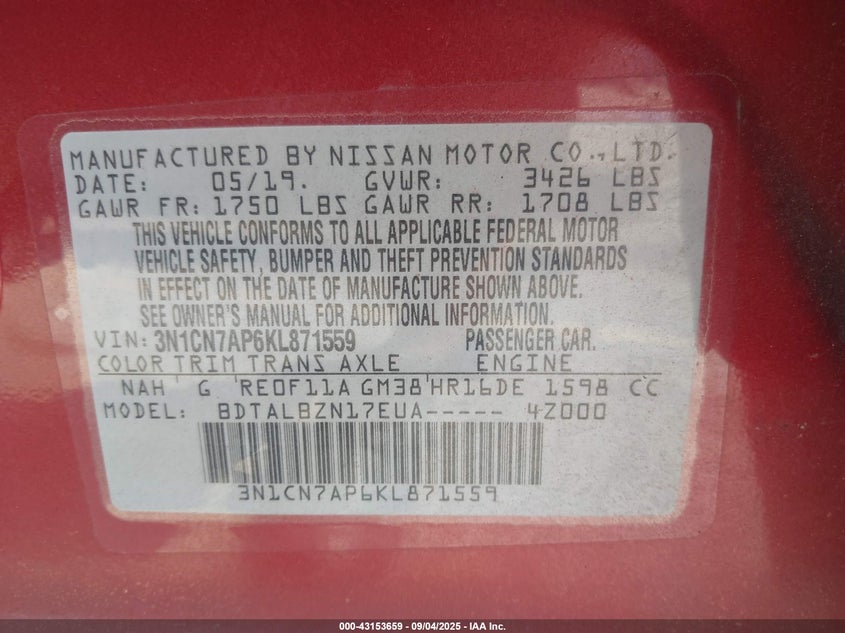 MANUFACTURED BY NISSAN MOTOR CO.,LTD.
DATE: 05/19. GVWR: 3426 LBS
GAWR FR: 1750 LBS GAWR RR: 1708 LBS
THIS VEHICLE CONFORMS TO ALL APPLICABLE FEDERAL MOTOR
VEHICLE SAFETY, BUMPER AND THEFT PREVENTION STANDARDS
IN EFFECT ON THE DATE OF MANUFACTURE SHOWN ABOVE.
SEE OWNER'S MANUAL FOR ADDITIONAL INFORMATION.
VIN: 3N1CN7AP6KL871559 PASSENGER CAR.
COLOR TRIM TRANS AXLE ENGINE
NAH G RE0F11A GM38 HR16DE 1598 CC
MODEL: BDTALBZN17EUA----- 4Z000
3N1CN7AP6KL871559
000-43153659 - 09/04/2025 - IAA Inc.